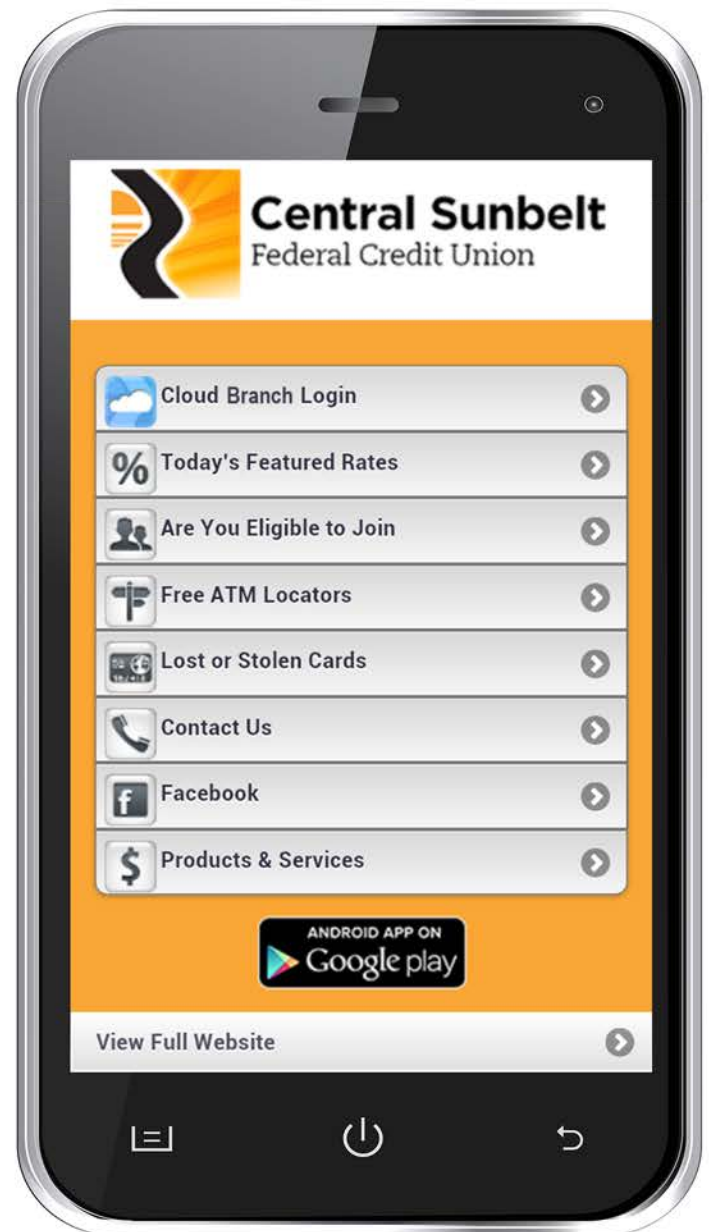 Central Sunbelt
Federal Credit Union
Cloud Branch Login
% Today's Featured Rates
Are You Eligible to Join
Free ATM Locators
Lost or Stolen Cards
Contact Us
f Facebook
$ Products & Services
ANDROID APP ON
Google play
View Full Website